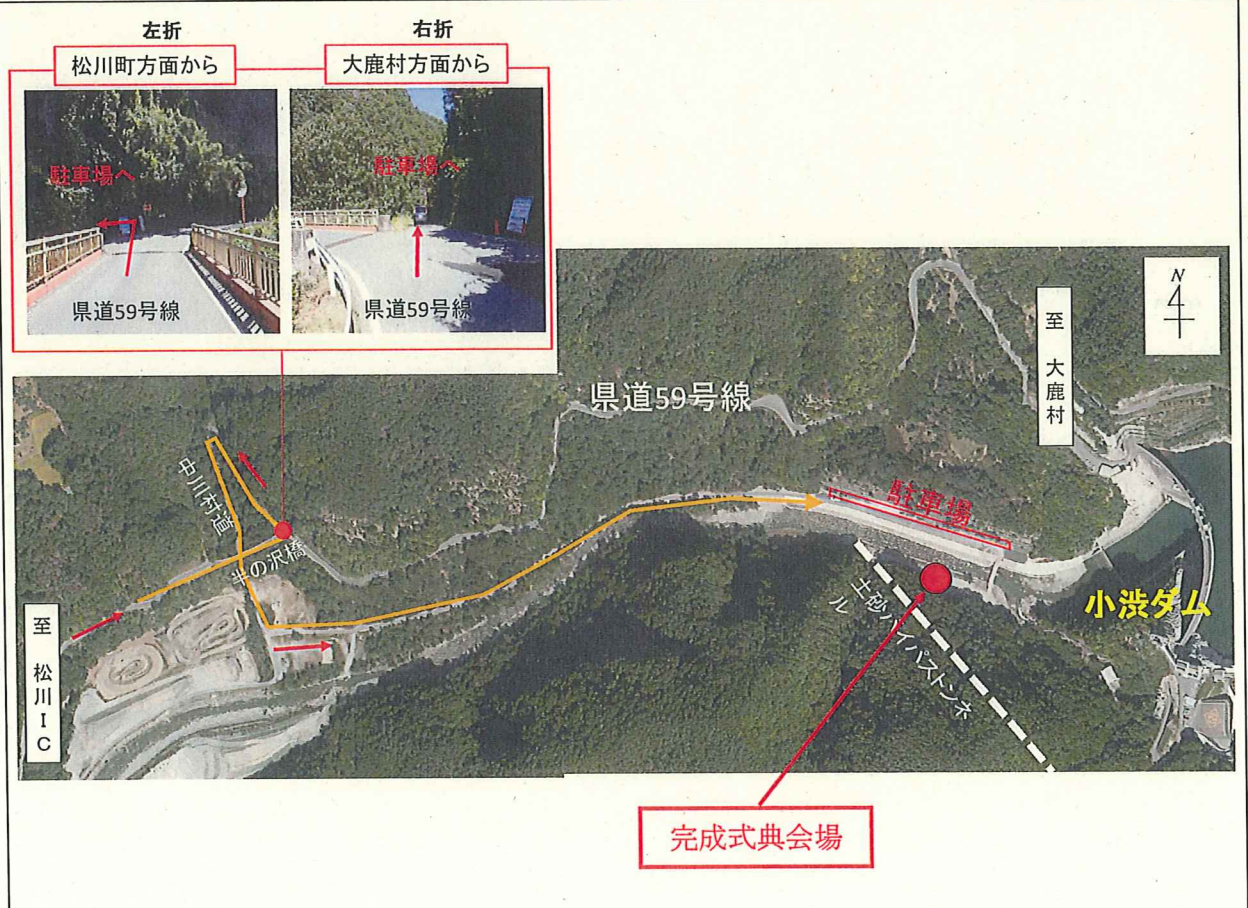 左折
右折
松川町方面から
大鹿村方面から
駐車場へ
駐車場へ
県道59号線
県道59号線
N
至 大鹿村
県道59号線
中川村道
半の沢橋
駐車場
土砂バイパストンネル
小渋ダム
至 松川IC
完成式典会場